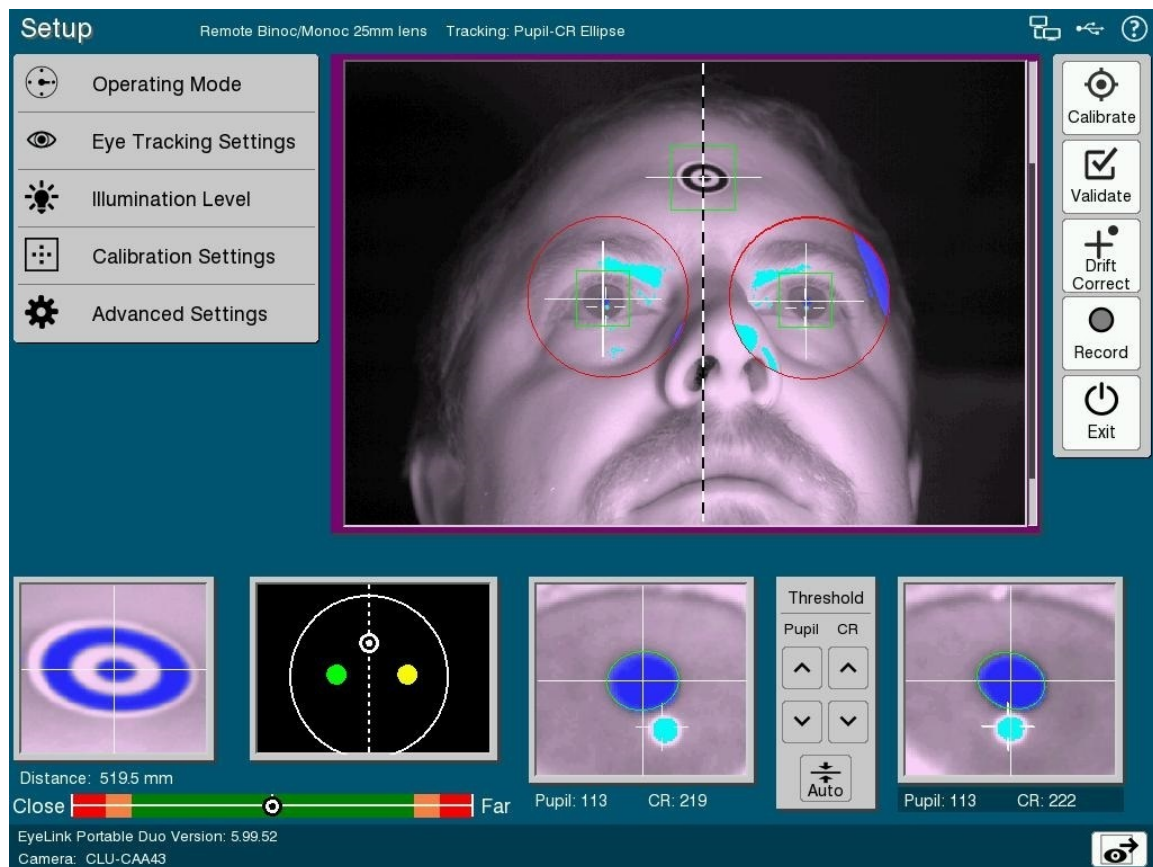 Setup
Remote Binoc/Monoc 25mm lens Tracking: Pupil-CR Ellipse
Operating Mode
Eye Tracking Settings
Illumination Level
Calibration Settings
Advanced Settings
Calibrate
Validate
Drift
Correct
Record
Exit
Threshold
Pupil CR
Auto
Distance: 519.5 mm
Close
Far
Pupil: 113 CR: 219
Pupil: 113 CR: 222
EyeLink Portable Duo Version: 5.99.52
Camera: CLU-CAA43